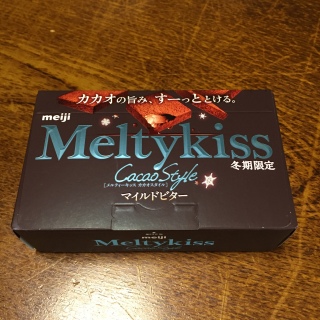 カカオの旨み、すーっととける。
meiji
Meltykiss
冬期限定
Cacao Style
[メルティーキッス カカオスタイル]
マイルドビター
meiji
Meltykiss